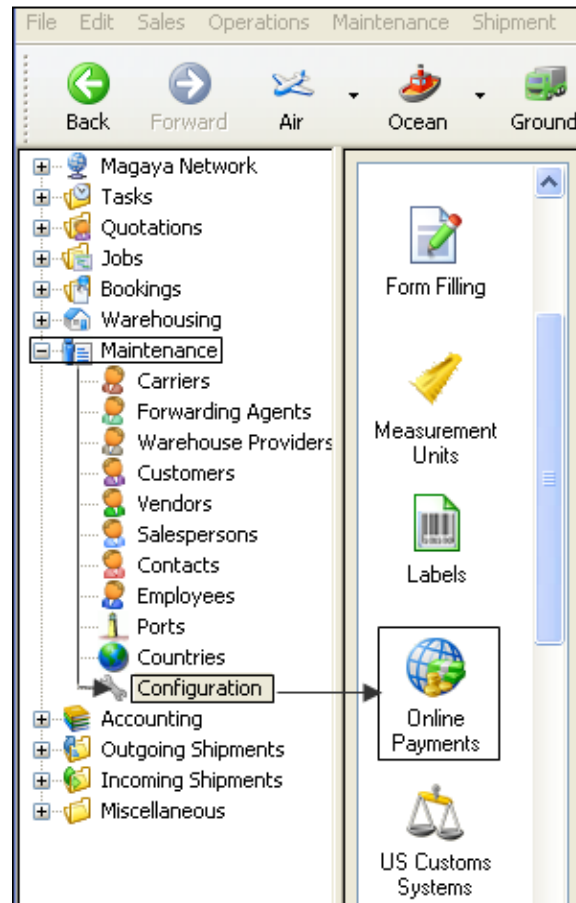 File Edit Sales Operations Maintenance Shipment
Back Forward Air Ocean Ground
Magaya Network
Tasks
Quotations
Jobs
Bookings
Warehousing
Maintenance
Carriers
Forwarding Agents
Warehouse Providers
Customers
Vendors
Salespersons
Contacts
Employees
Ports
Countries
Configuration
Accounting
Outgoing Shipments
Incoming Shipments
Miscellaneous
Form Filling
Measurement
Units
Labels
Online
Payments
US Customs
Systems